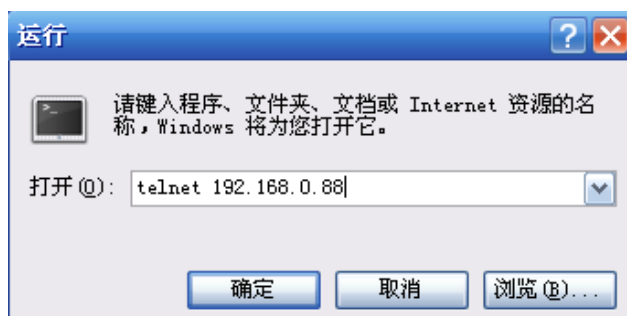 运行
请键入程序、文件夹、文档或 Internet 资源的名
称，Windows 将为您打开它。
打开(O): telnet 192.168.0.88
确定 取消 浏览(B)...